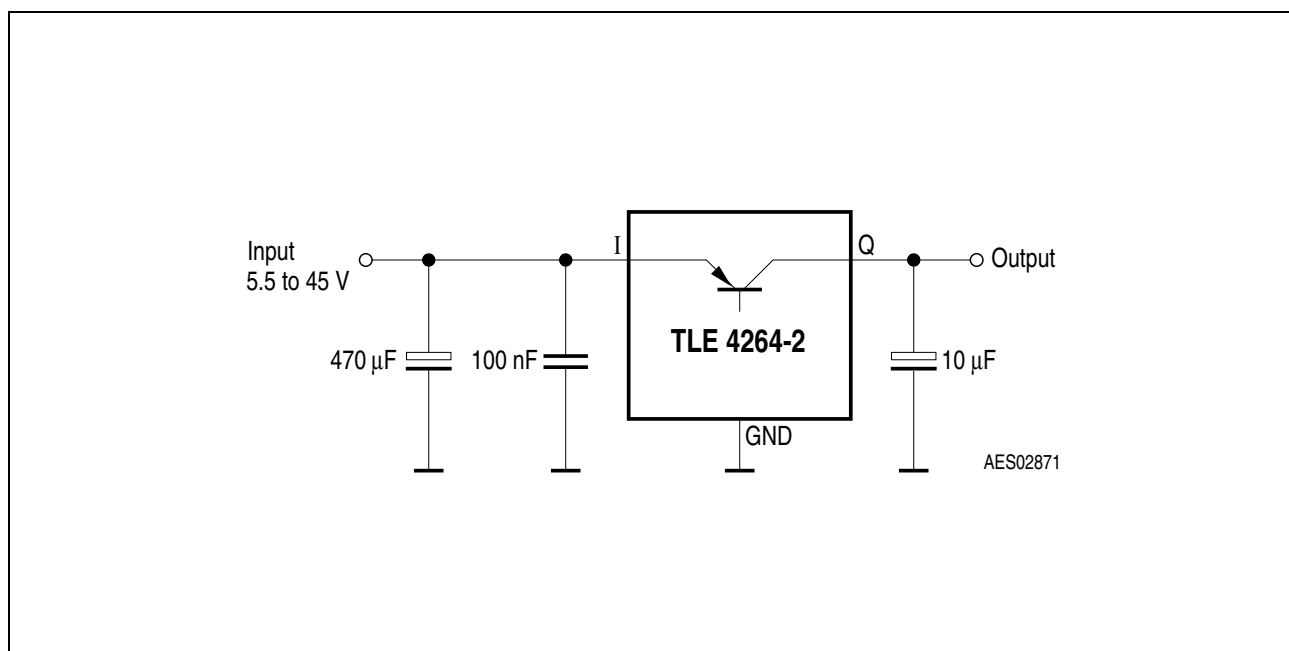 Input
5.5 to 45 V
I
Q
Output
TLE 4264-2
470 μF
100 nF
10 μF
GND
AES02871